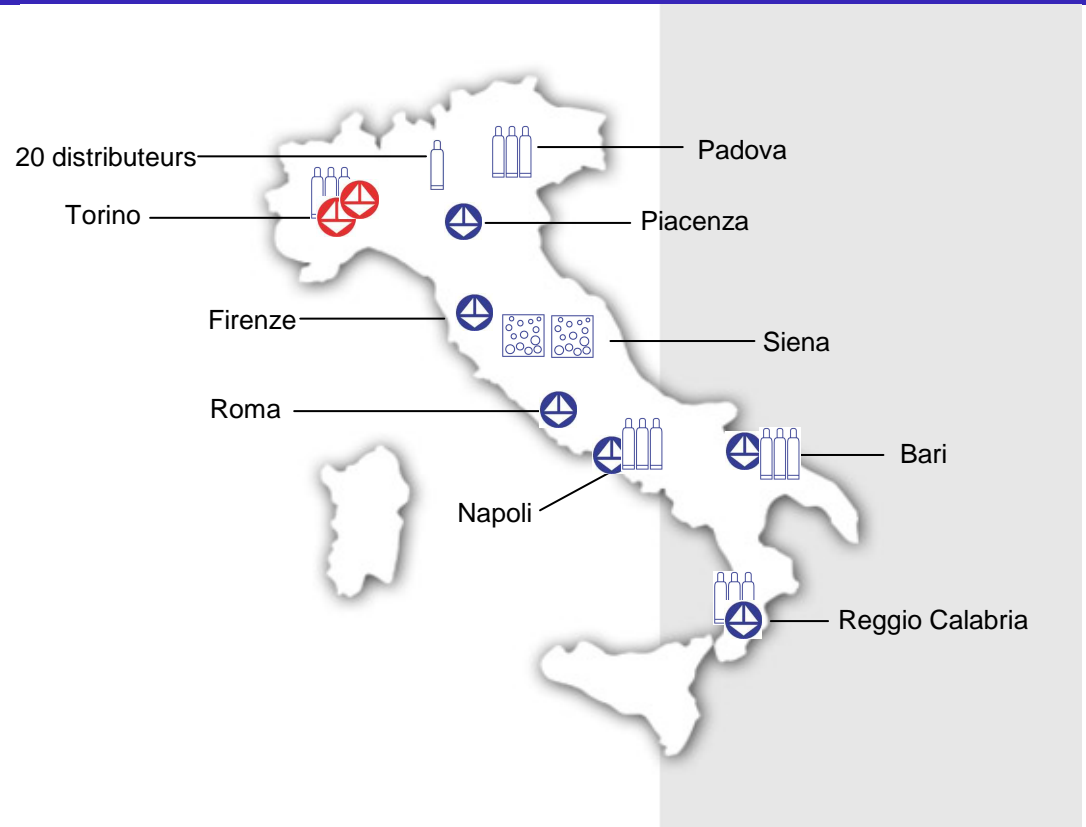 20 distributeurs
Padova
Torino
Piacenza
Firenze
Siena
Roma
Bari
Napoli
Reggio Calabria